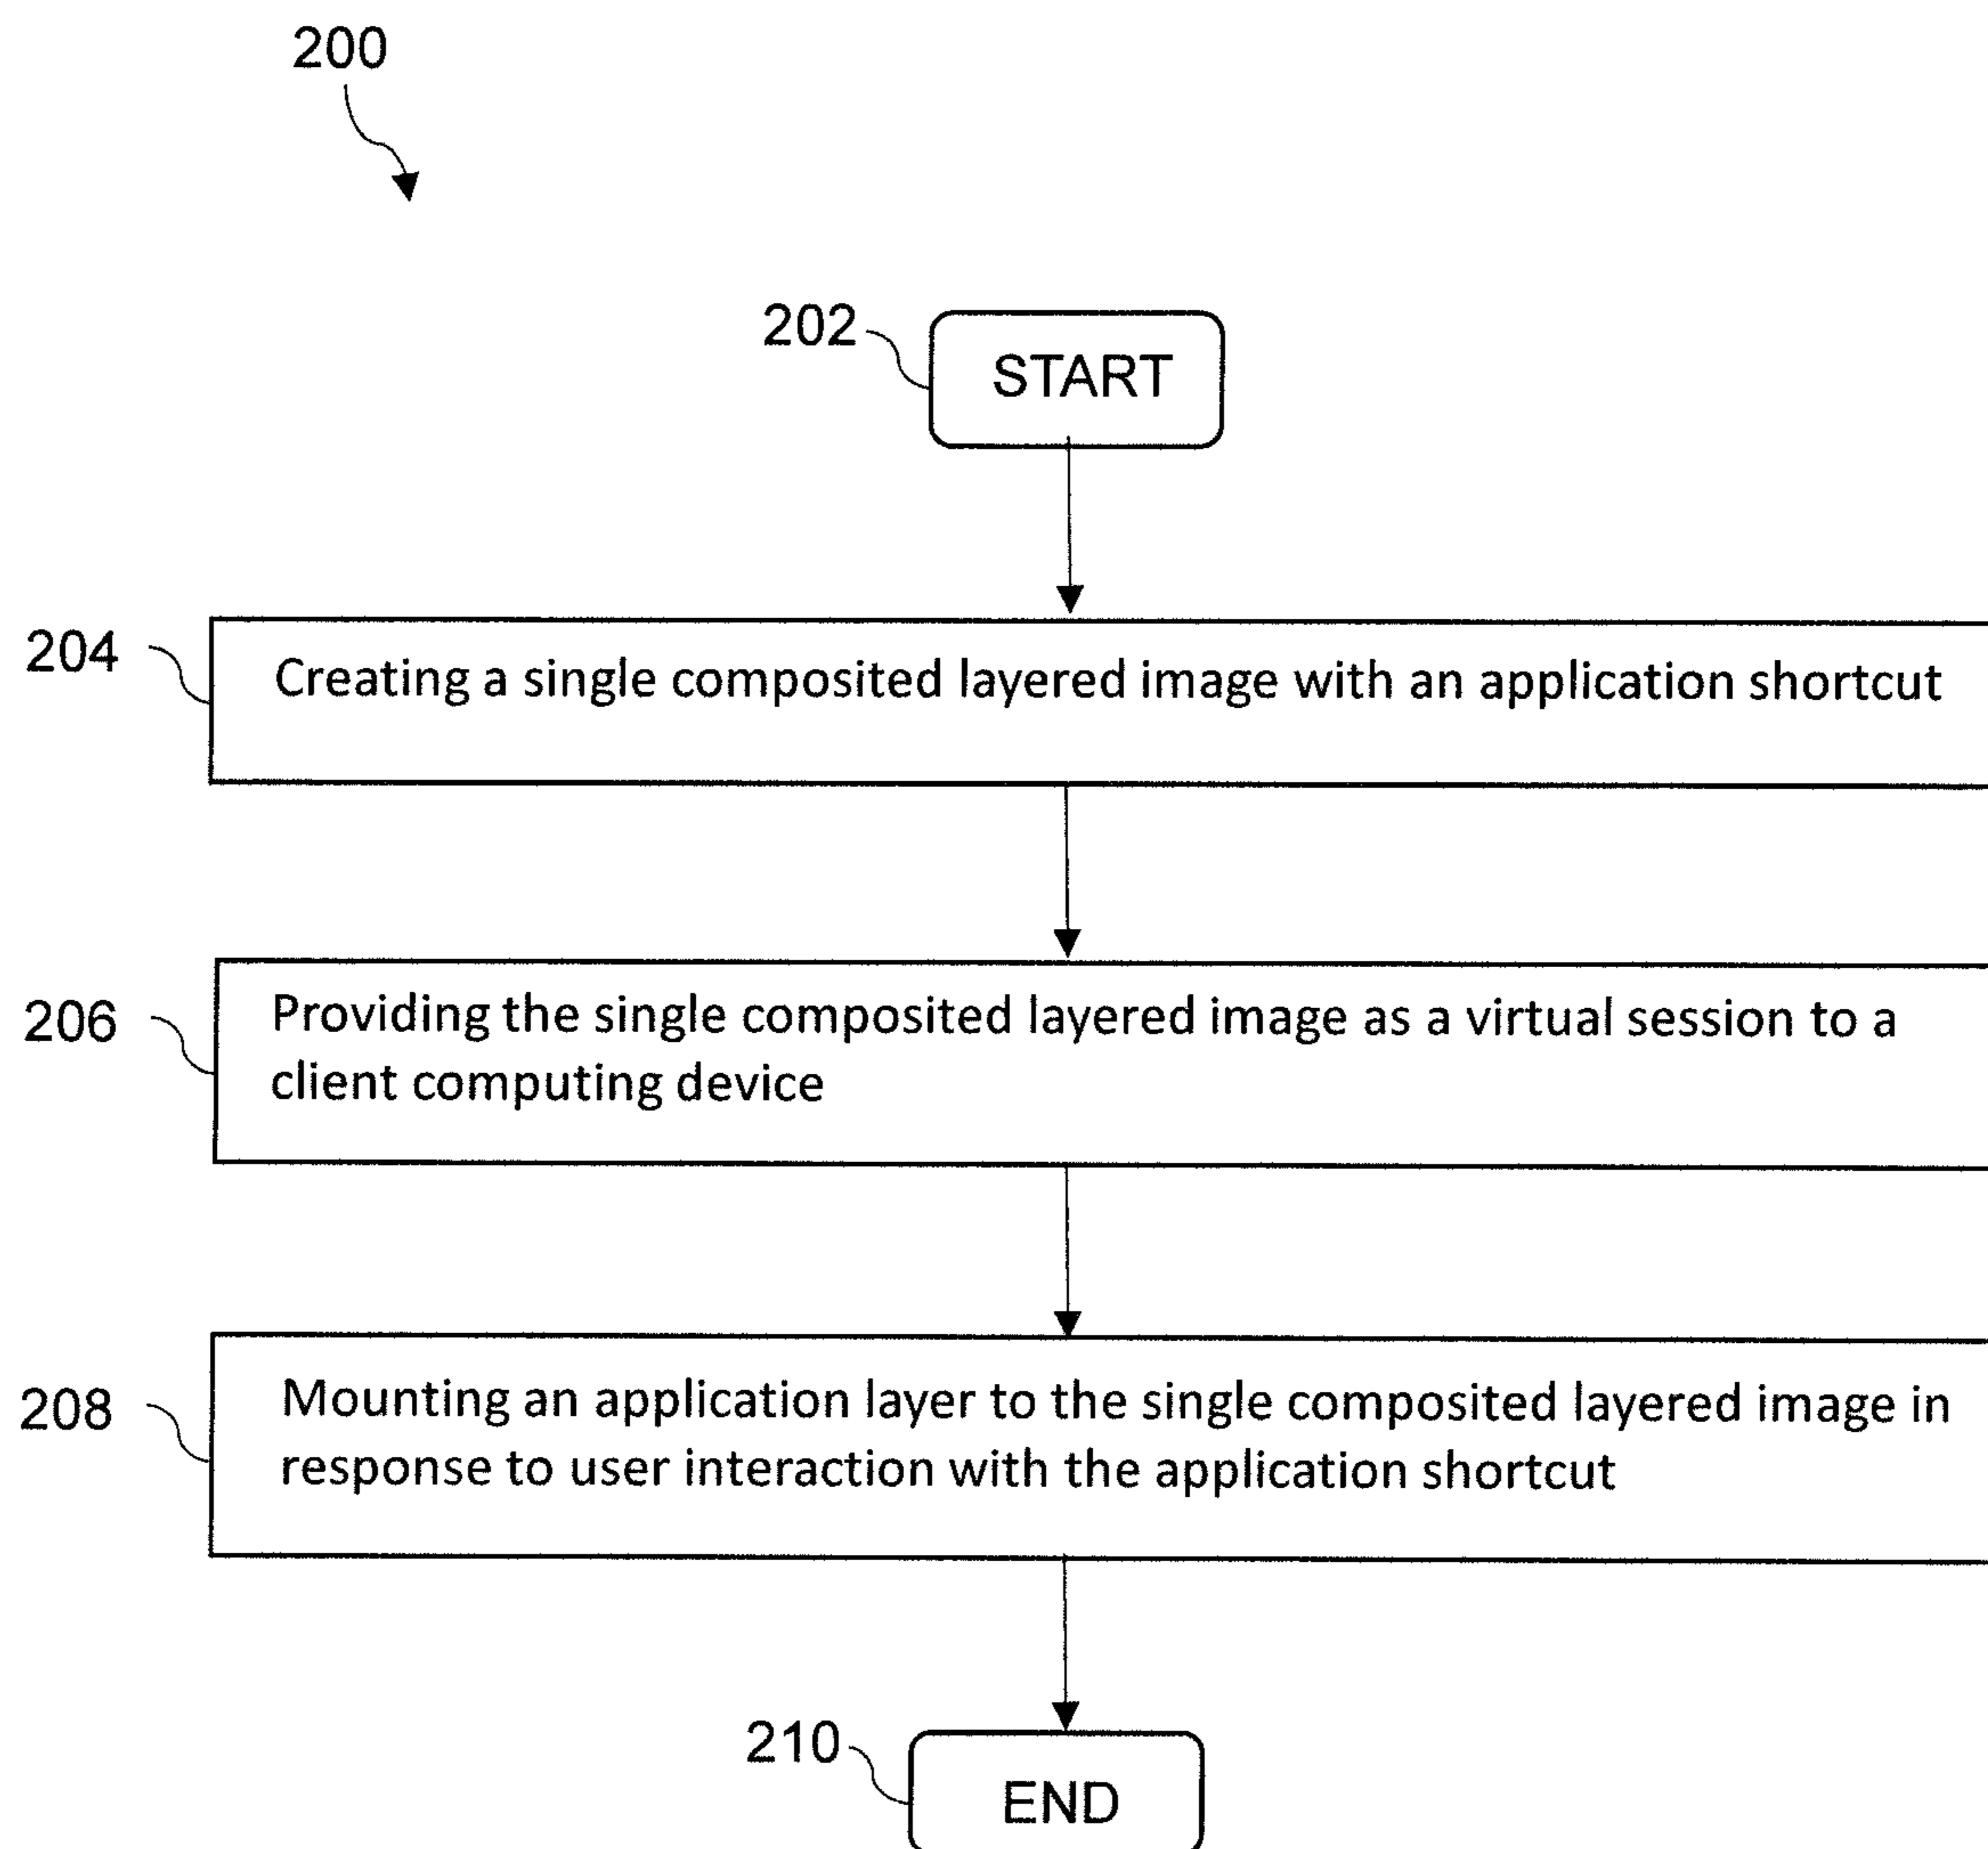 200
202
START
204
Creating a single composited layered image with an application shortcut
206
Providing the single composited layered image as a virtual session to a
client computing device
208
Mounting an application layer to the single composited layered image in
response to user interaction with the application shortcut
210
END